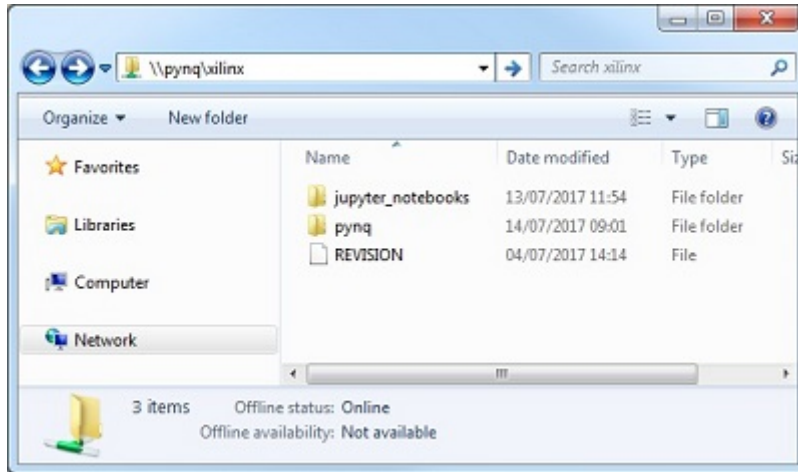 \\pynq\xilinx
Search xilinx
Organize New folder
Favorites
Libraries
Computer
Network
Name Date modified Type Siz
jupyter_notebooks 13/07/2017 11:54 File folder
pynq 14/07/2017 09:01 File folder
REVISION 04/07/2017 14:14 File
3 items Offline status: Online
Offline availability: Not available